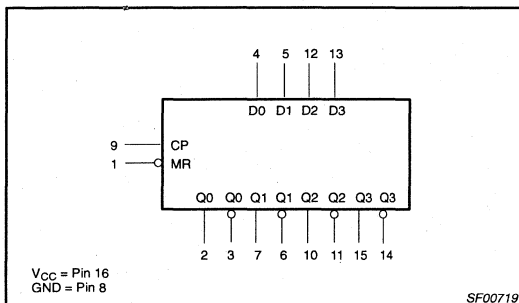 4 5 12 13
D0 D1 D2 D3
9 CP
1 MR
Q0 Q0 Q1 Q1 Q2 Q2 Q3 Q3
2 3 7 6 10 11 15 14
VCC = Pin 16
GND = Pin 8
SF00719